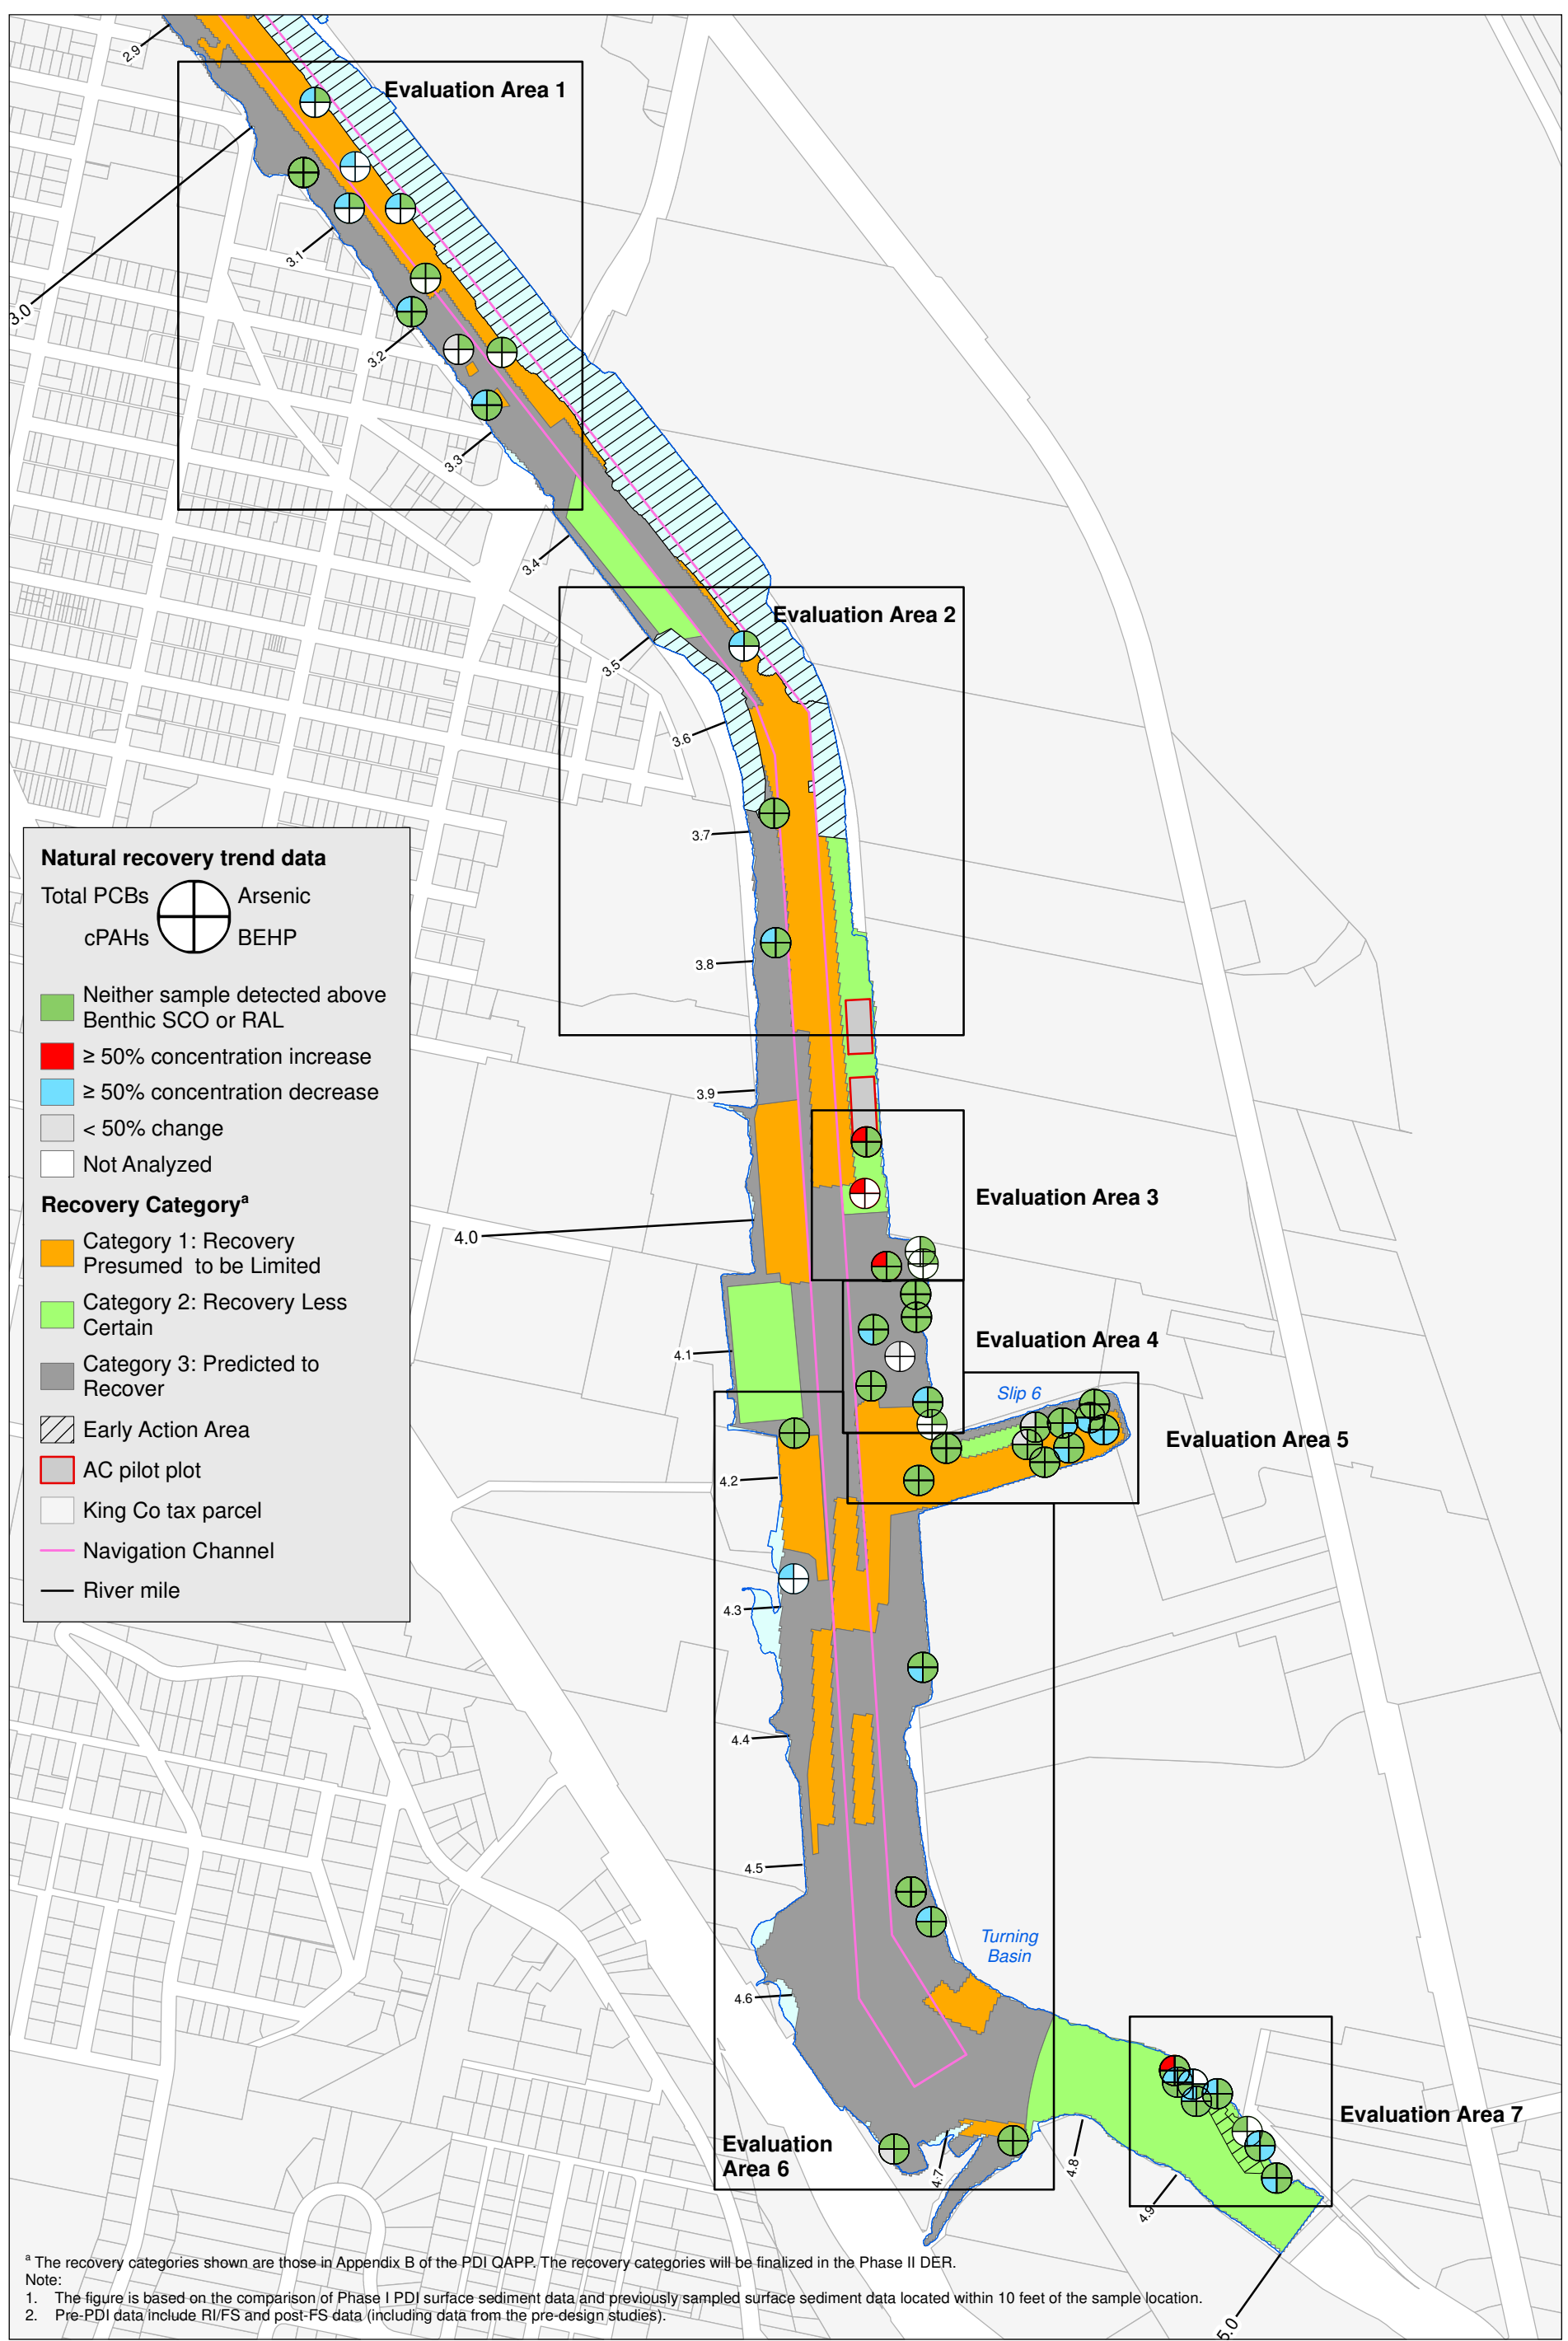 2.9
Evaluation Area 1
3.0
3.1
3.2
3.3
3.4
Evaluation Area 2
3.5
3.6
3.7
3.8
3.9
Natural recovery trend data
Total PCBs
Arsenic
cPAHs
BEHP
Neither sample detected above
Benthic SCO or RAL
≥ 50% concentration increase
≥ 50% concentration decrease
< 50% change
Not Analyzed
Recovery Categoryᵃ
Category 1: Recovery
Presumed to be Limited
Category 2: Recovery Less
Certain
Category 3: Predicted to
Recover
Early Action Area
AC pilot plot
King Co tax parcel
Navigation Channel
River mile
Evaluation Area 3
4.0
Evaluation Area 4
4.1
Slip 6
Evaluation Area 5
4.2
4.3
4.4
4.5
Turning
Basin
4.6
Evaluation
Area 6
4.7
4.8
Evaluation Area 7
4.9
5.0
ᵃ The recovery categories shown are those in Appendix B of the PDI QAPP. The recovery categories will be finalized in the Phase II DER.
Note:
1. The figure is based on the comparison of Phase I PDI surface sediment data and previously sampled surface sediment data located within 10 feet of the sample location.
2. Pre-PDI data include RI/FS and post-FS data (including data from the pre-design studies).